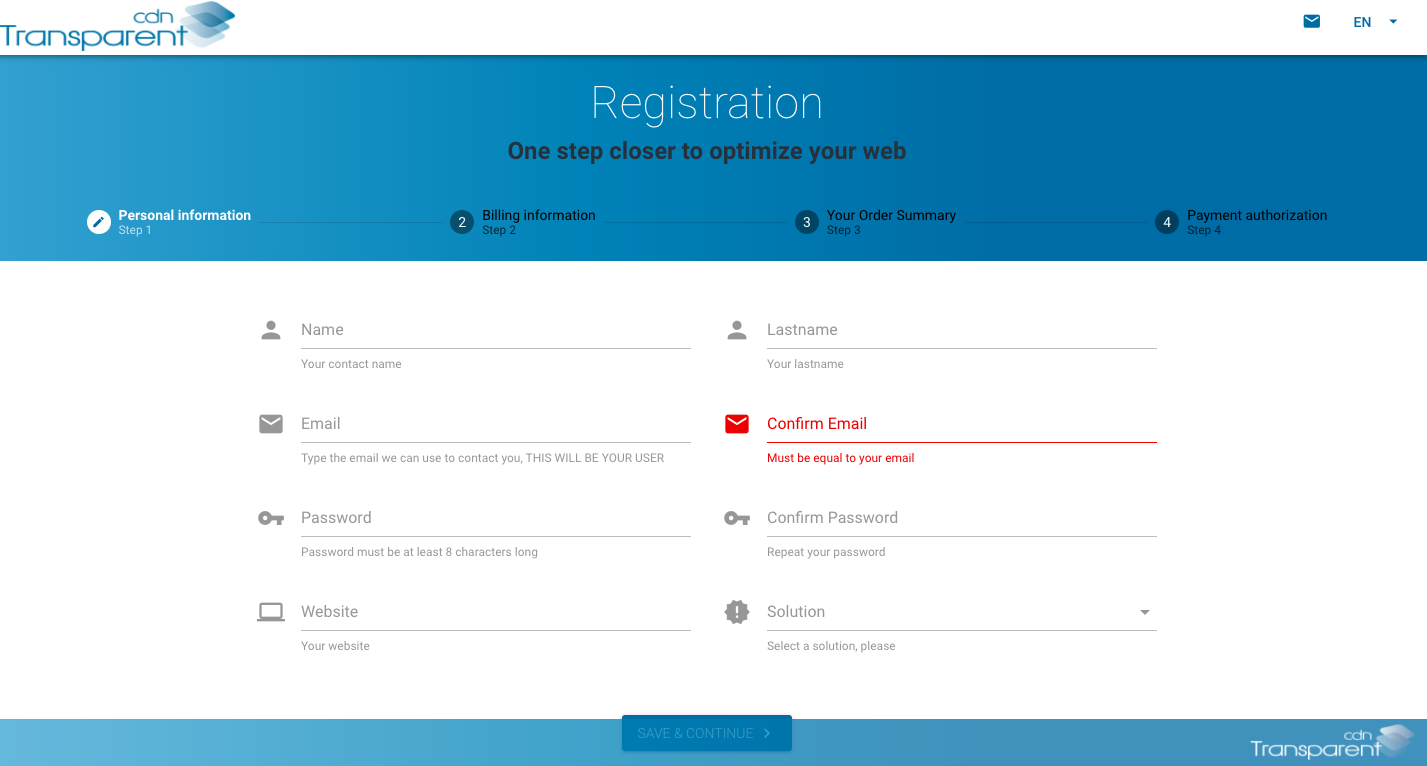 cdn
Transparent
EN
Registration
One step closer to optimize your web
Personal information
Step 1
2 Billing information
Step 2
3 Your Order Summary
Step 3
4 Payment authorization
Step 4
Name
Your contact name
Lastname
Your lastname
Email
Type the email we can use to contact you, THIS WILL BE YOUR USER
Confirm Email
Must be equal to your email
Password
Password must be at least 8 characters long
Confirm Password
Repeat your password
Website
Your website
Solution
Select a solution, please
SAVE & CONTINUE
cdn
Transparent